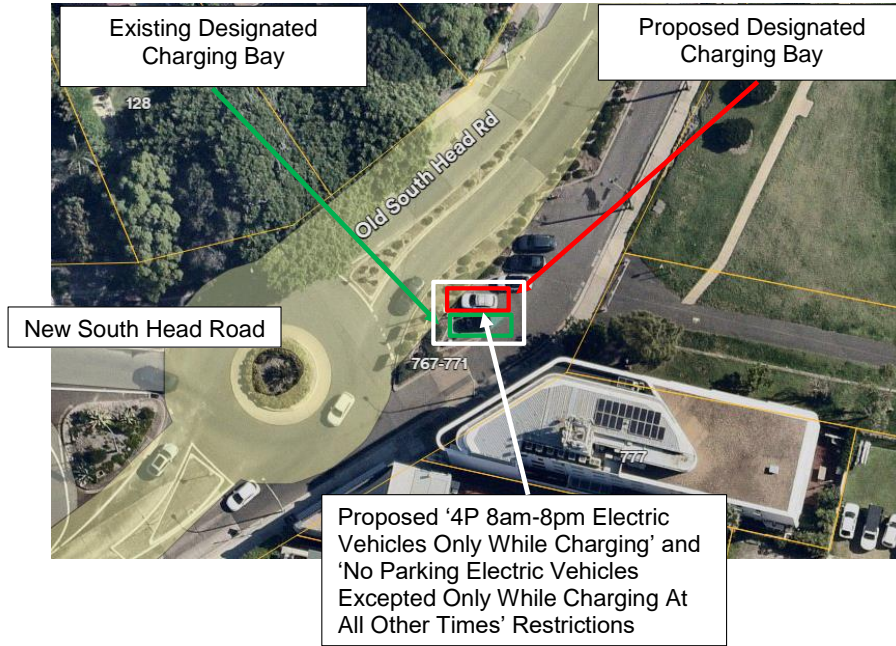 Existing Designated
Charging Bay
Proposed Designated
Charging Bay
128
Old South Head Rd
New South Head Road
767-771
777
Proposed ‘4P 8am-8pm Electric
Vehicles Only While Charging’ and
‘No Parking Electric Vehicles
Excepted Only While Charging At
All Other Times’ Restrictions